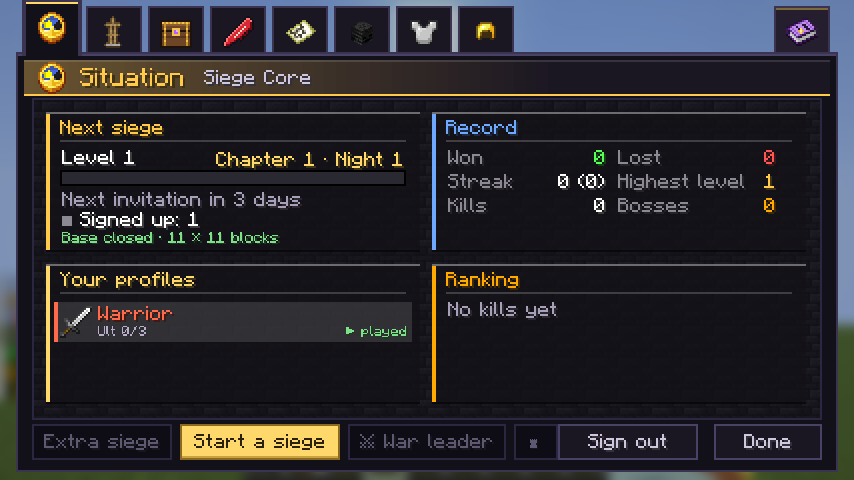 Situation Siege Core
Next siege
Level 1 Chapter 1 · Night 1
Next invitation in 3 days
Signed up: 1
Base closed · 11 × 11 blocks
Record
Won 0 Lost 0
Streak 0 (0) Highest level 1
Kills 0 Bosses 0
Your profiles
Warrior
Ult 0/3 ▶ played
Ranking
No kills yet
Extra siege Start a siege ⚔ War leader Sign out Done